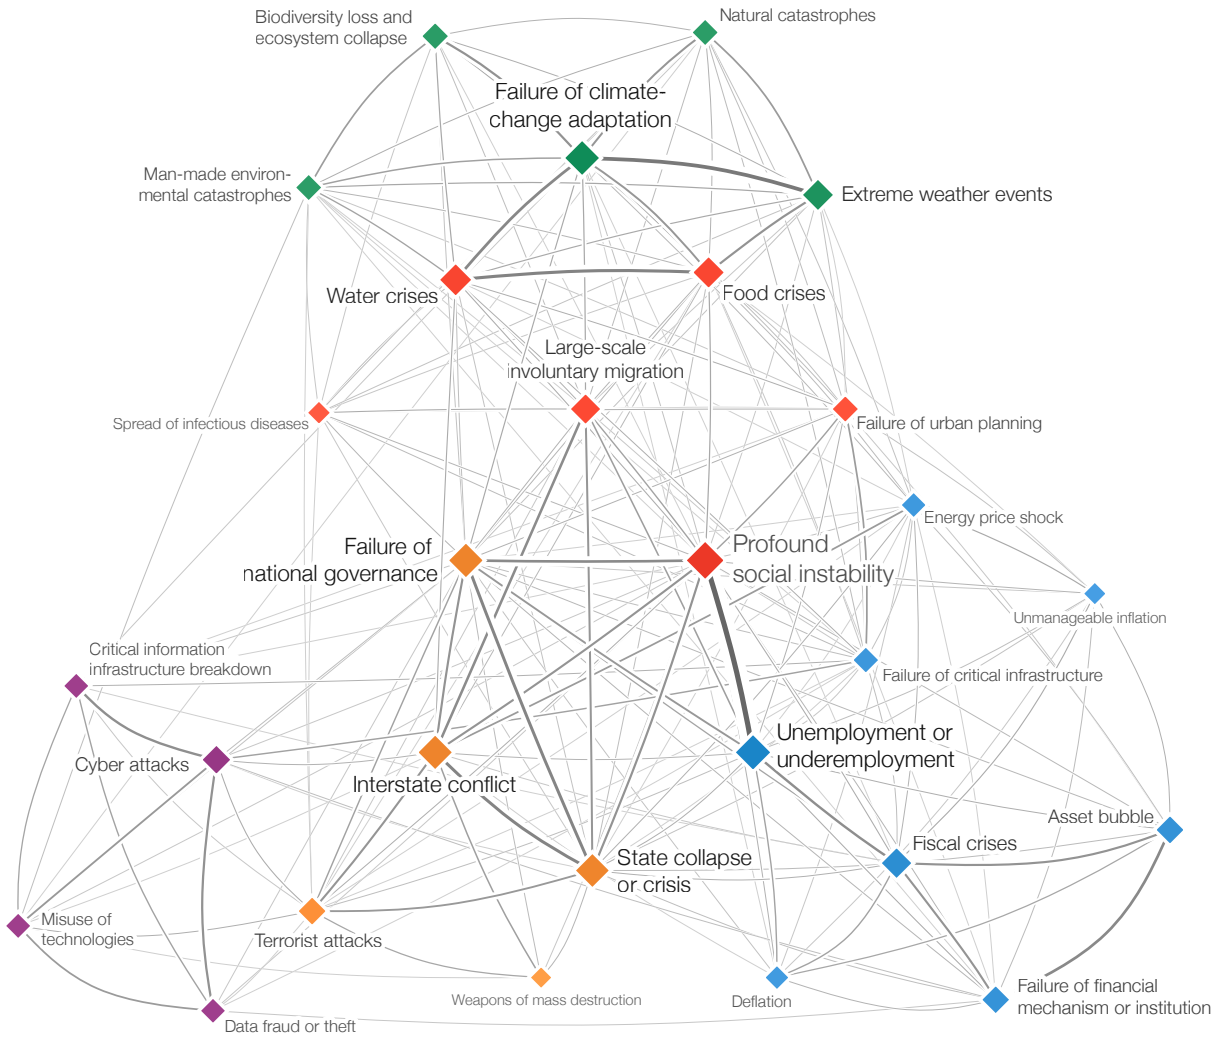 Biodiversity loss and
ecosystem collapse
Natural catastrophes
Failure of climate-
change adaptation
Man-made environ-
mental catastrophes
Extreme weather events
Water crises
Food crises
Large-scale
involuntary migration
Spread of infectious diseases
Failure of urban planning
Energy price shock
Failure of
national governance
Profound
social instability
Unmanageable inflation
Critical information
infrastructure breakdown
Failure of critical infrastructure
Cyber attacks
Interstate conflict
Unemployment or
underemployment
Asset bubble
Fiscal crises
State collapse
or crisis
Misuse of
technologies
Terrorist attacks
Weapons of mass destruction
Deflation
Failure of financial
mechanism or institution
Data fraud or theft